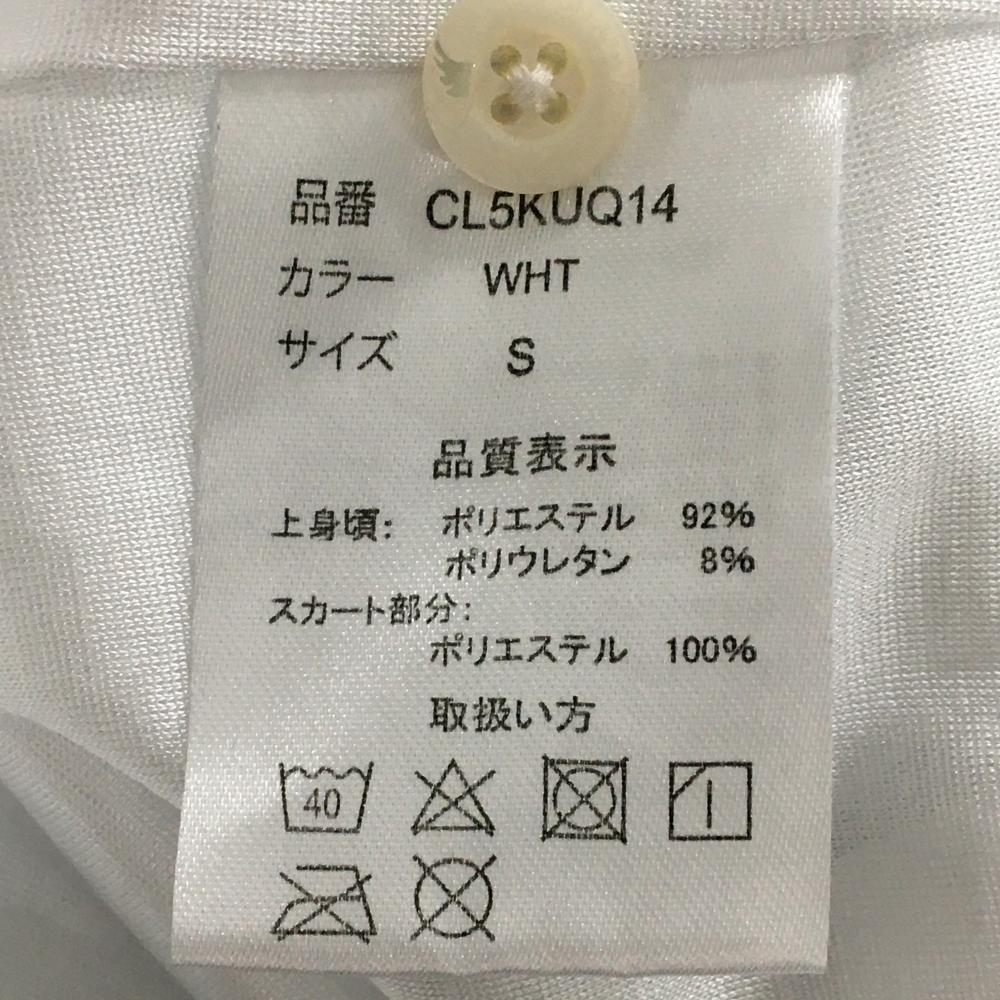 品番 CL5KUQ14
カラー WHT
サイズ S
品質表示
上身頃: ポリエステル 92%
ポリウレタン 8%
スカート部分:
ポリエステル 100%
取扱い方
40